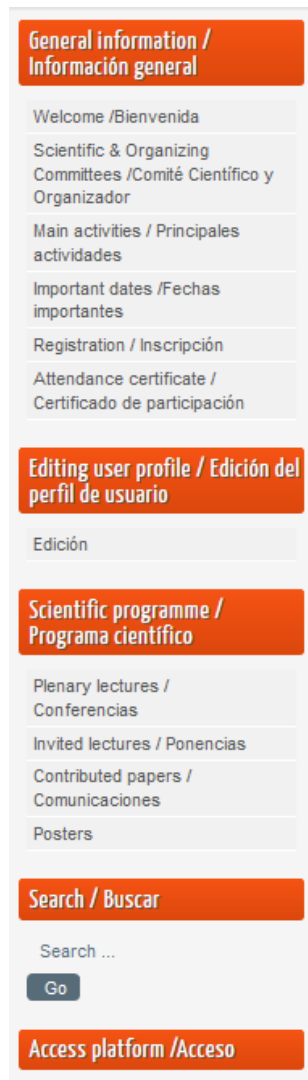 General information /
Información general
Welcome /Bienvenida
Scientific & Organizing
Committees /Comité Científico y
Organizador
Main activities / Principales
actividades
Important dates /Fechas
importantes
Registration / Inscripción
Attendance certificate /
Certificado de participación
Editing user profile / Edición del
perfil de usuario
Edición
Scientific programme /
Programa científico
Plenary lectures /
Conferencias
Invited lectures / Ponencias
Contributed papers /
Comunicaciones
Posters
Search / Buscar
Search ...
Go
Access platform /Acceso